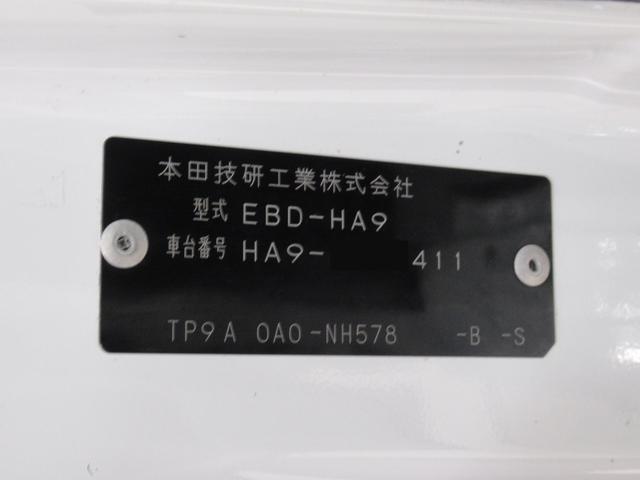 本田技研工業株式会社
型式 EBD-HA9
車台番号 HA9- 411
TP9A 0A0-NH578 -B -S